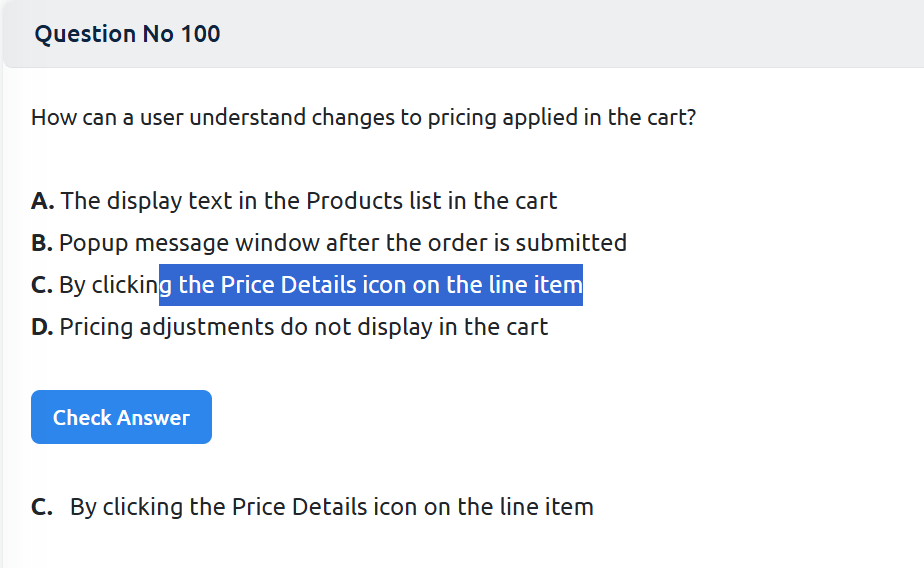 Question No 100
How can a user understand changes to pricing applied in the cart?
A. The display text in the Products list in the cart
B. Popup message window after the order is submitted
C. By clicking the Price Details icon on the line item
D. Pricing adjustments do not display in the cart
Check Answer
C. By clicking the Price Details icon on the line item